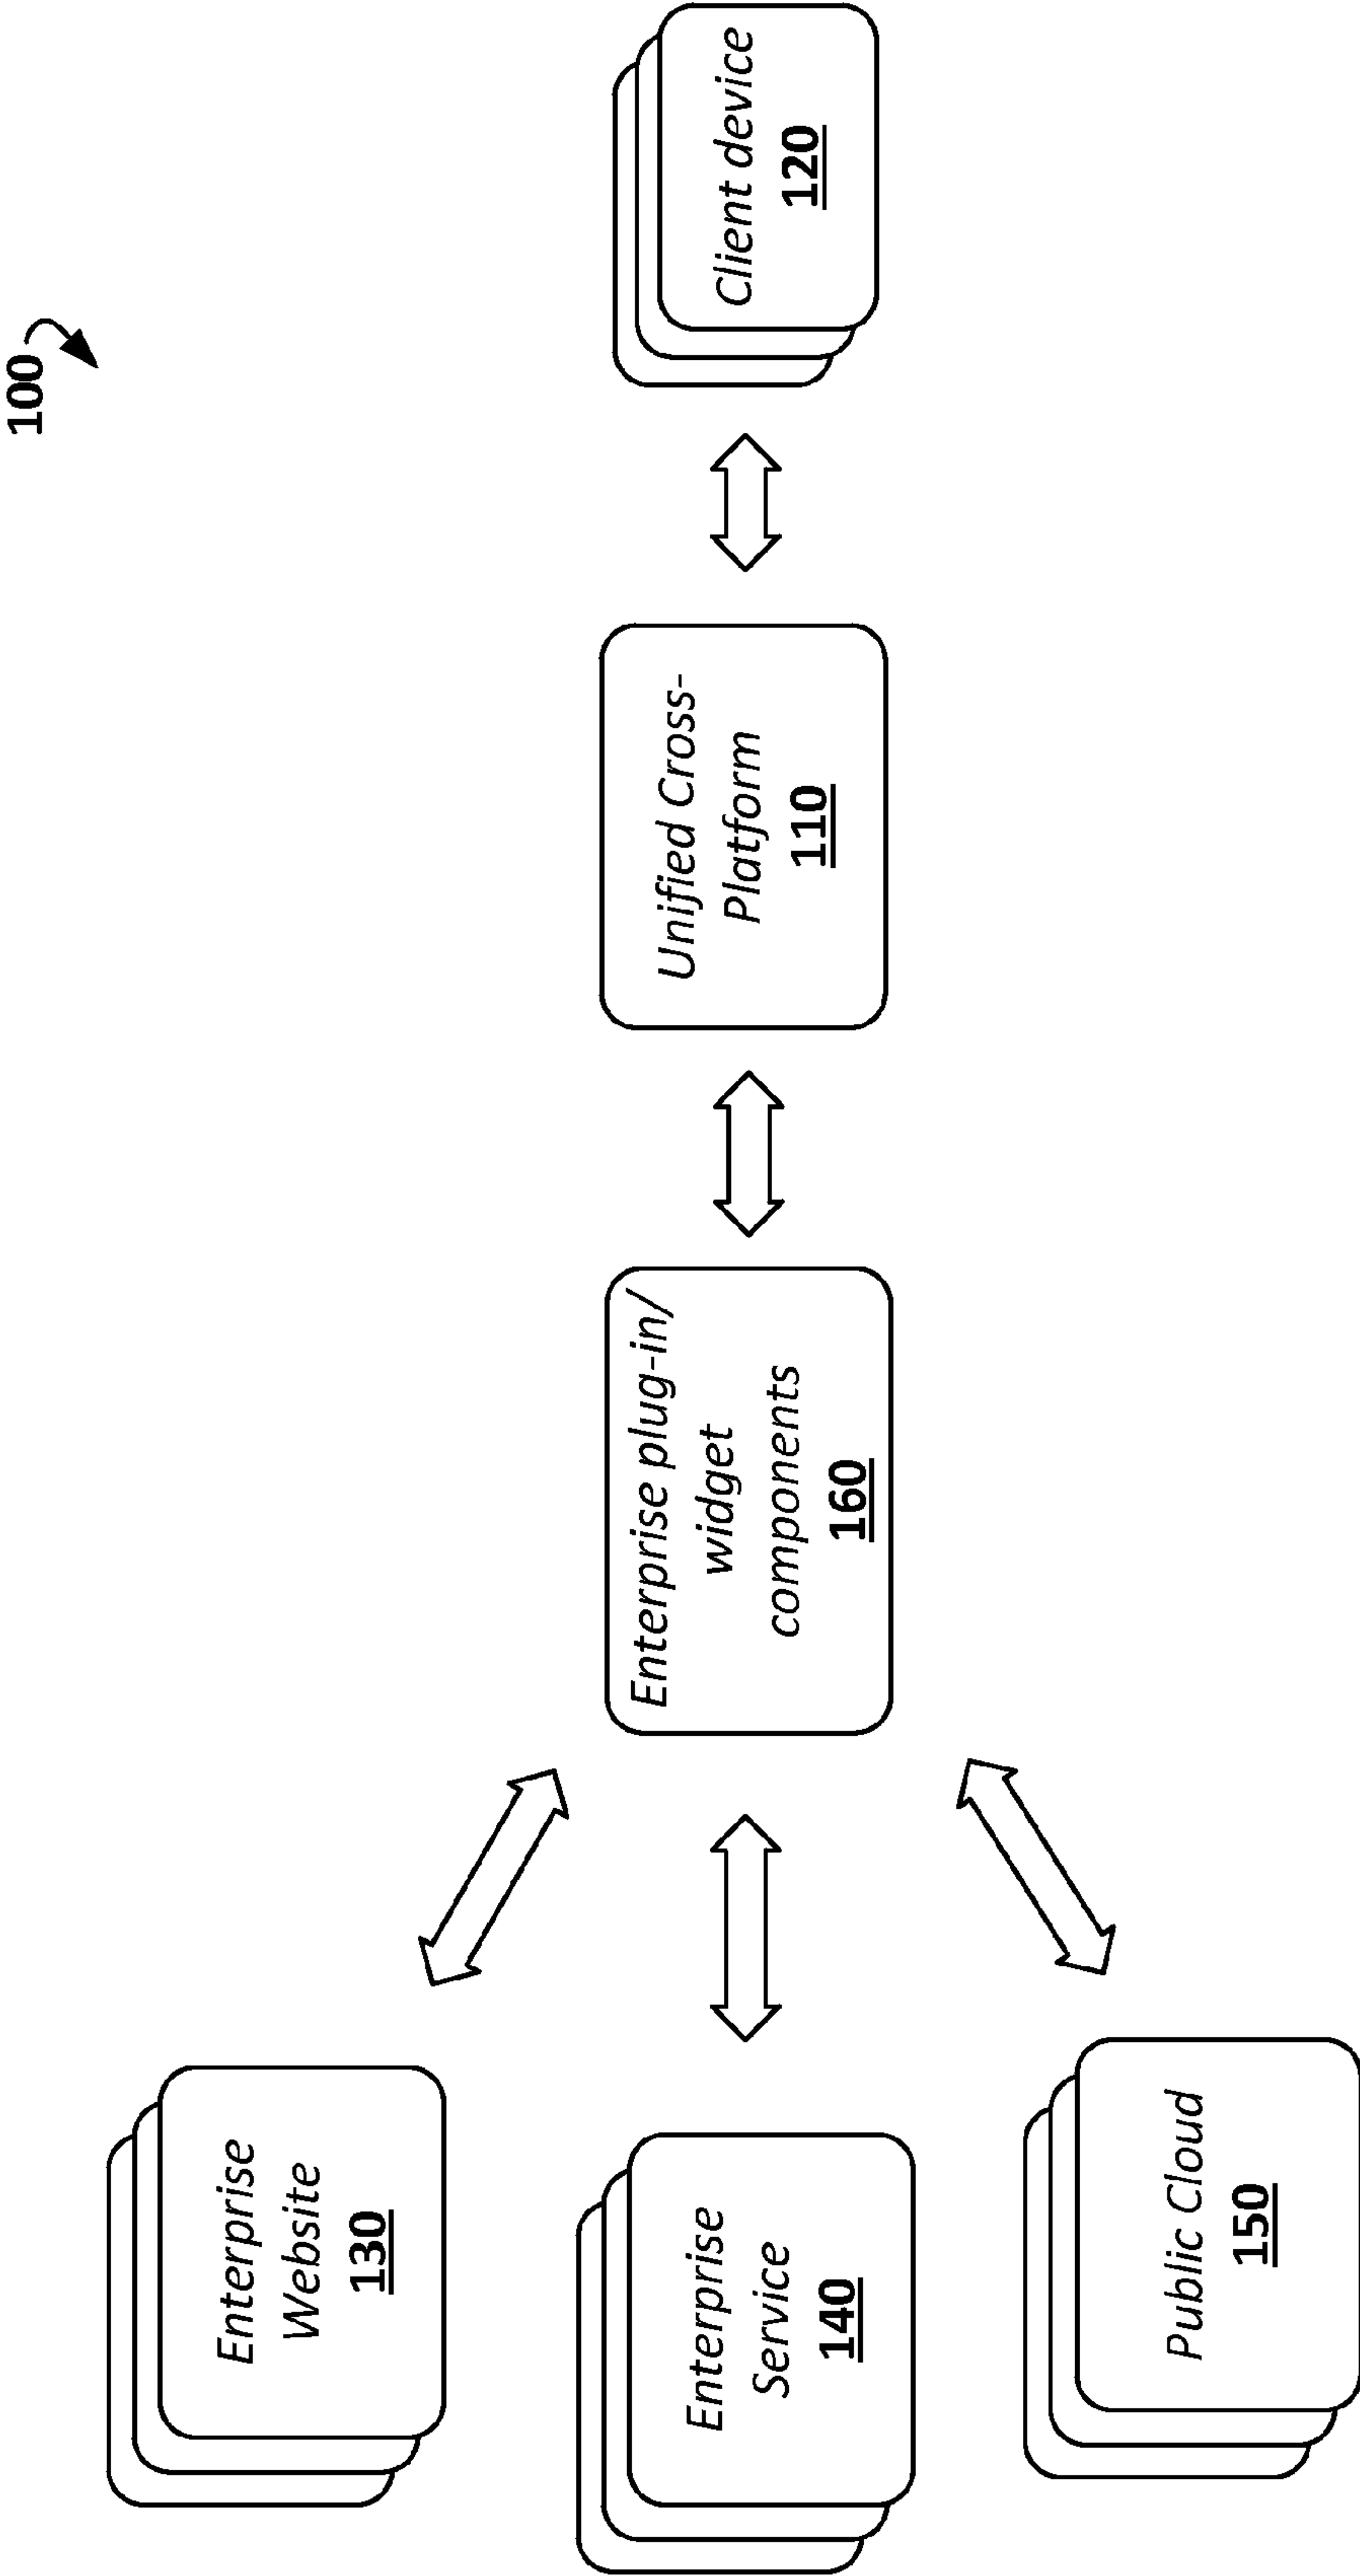 100
Enterprise
Website
130
Enterprise
Service
140
Public Cloud
150
Enterprise plug-in/
widget
components
160
Unified Cross-
Platform
110
Client device
120